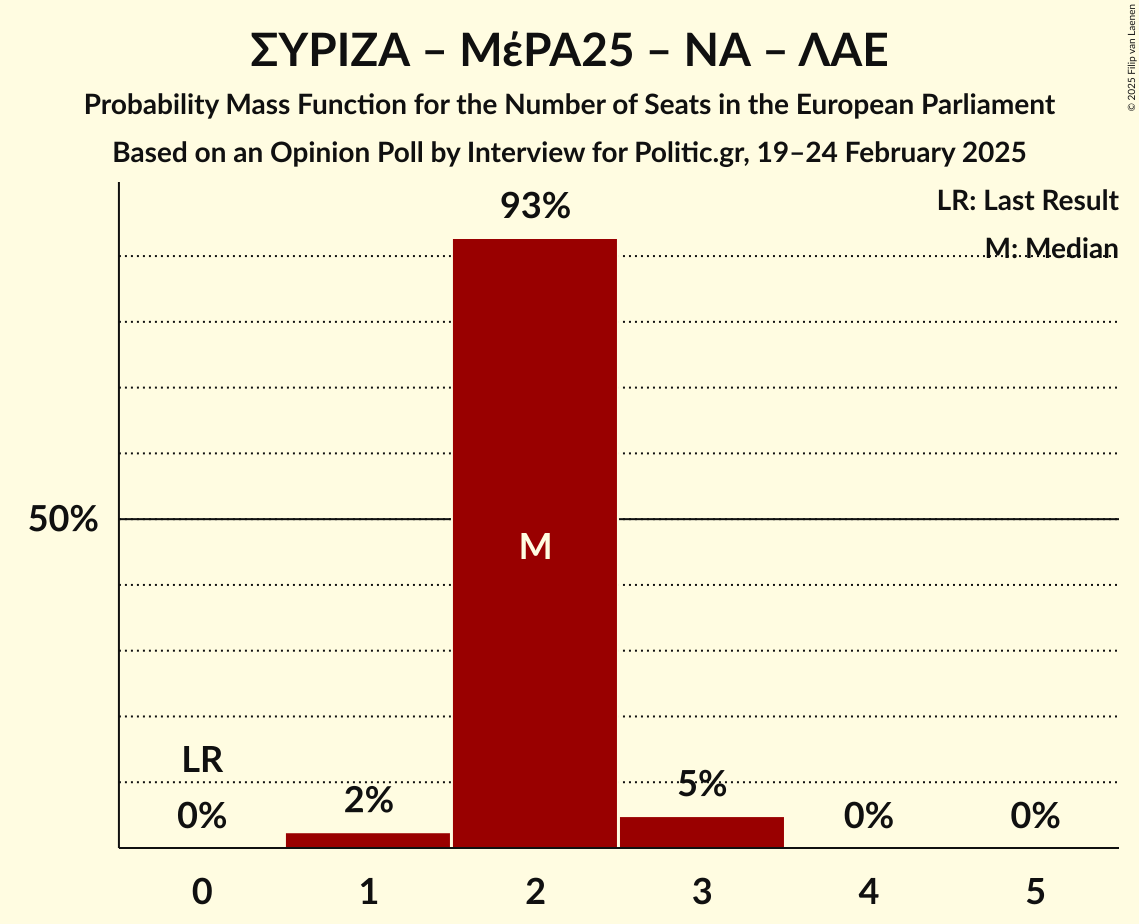 ΣΥΡΙΖΑ – ΜέΡΑ25 – ΝΑ – ΛΑΕ
Probability Mass Function for the Number of Seats in the European Parliament
Based on an Opinion Poll by Interview for Politic.gr, 19–24 February 2025
© 2025 Filip van Laenen
LR: Last Result
M: Median
93%
50%
M
LR
0%
2%
5%
0%
0%
0 1 2 3 4 5